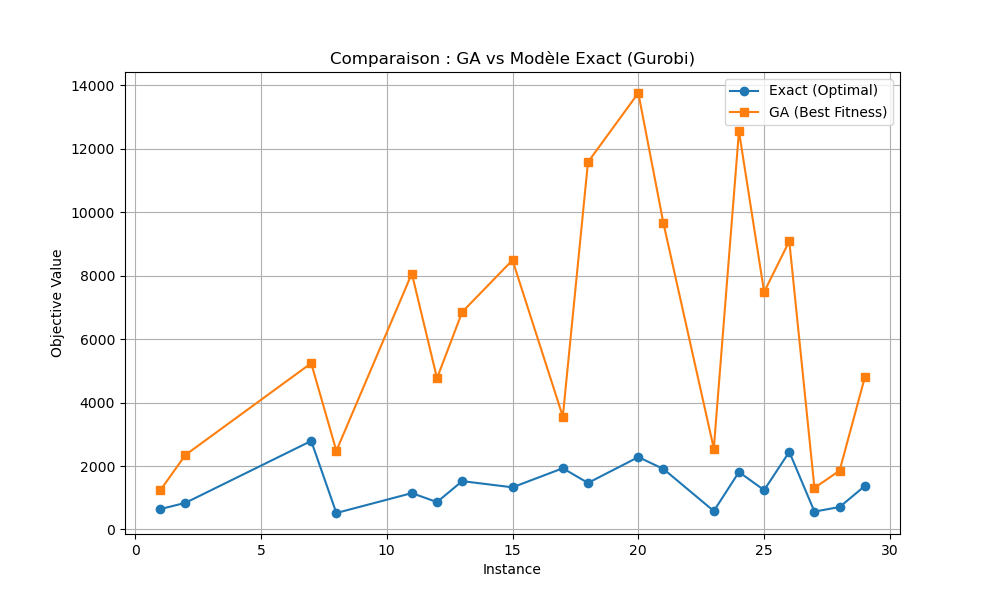 Comparaison : GA vs Modèle Exact (Gurobi)
Exact (Optimal)
GA (Best Fitness)
Objective Value
14000
12000
10000
8000
6000
4000
2000
0
0 5 10 15 20 25 30
Instance